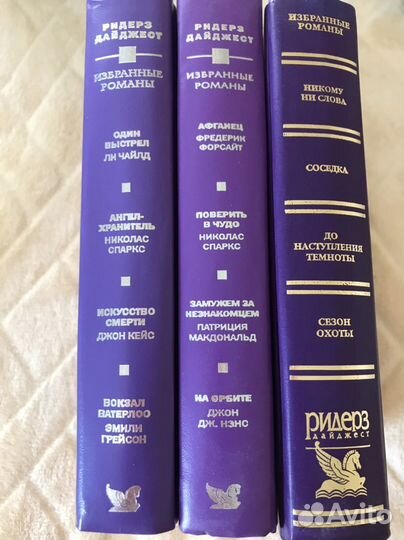 РИДЕРЗ
ДАЙДЖЕСТ
ИЗБРАННЫЕ
РОМАНЫ
ОДИН
ВЫСТРЕЛ
ЛИ ЧАЙЛД
АНГЕЛ-
ХРАНИТЕЛЬ
НИКОЛАС
СПАРКС
ИСКУССТВО
СМЕРТИ
ДЖОН КЕЙС
ВОКЗАЛ
ВАТЕРЛОО
ЭМИЛИ
ГРЕЙСОН
РИДЕРЗ
ДАЙДЖЕСТ
ИЗБРАННЫЕ
РОМАНЫ
АФГАНЕЦ
ФРЕДЕРИК
ФОРСАЙТ
ПОВЕРИТЬ
В ЧУДО
НИКОЛАС
СПАРКС
ЗАМУЖЕМ ЗА
НЕЗНАКОМЦЕМ
ПАТРИЦИЯ
МАКДОНАЛЬД
НА ОРБИТЕ
ДЖОН
ДЖ. НЭНС
ИЗБРАННЫЕ
РОМАНЫ
НИКОМУ
НИ СЛОВА
СОСЕДКА
ДО
НАСТУПЛЕНИЯ
ТЕМНОТЫ
СЕЗОН
ОХОТЫ
РИДЕРЗ
ДАЙДЖЕСТ
Avito